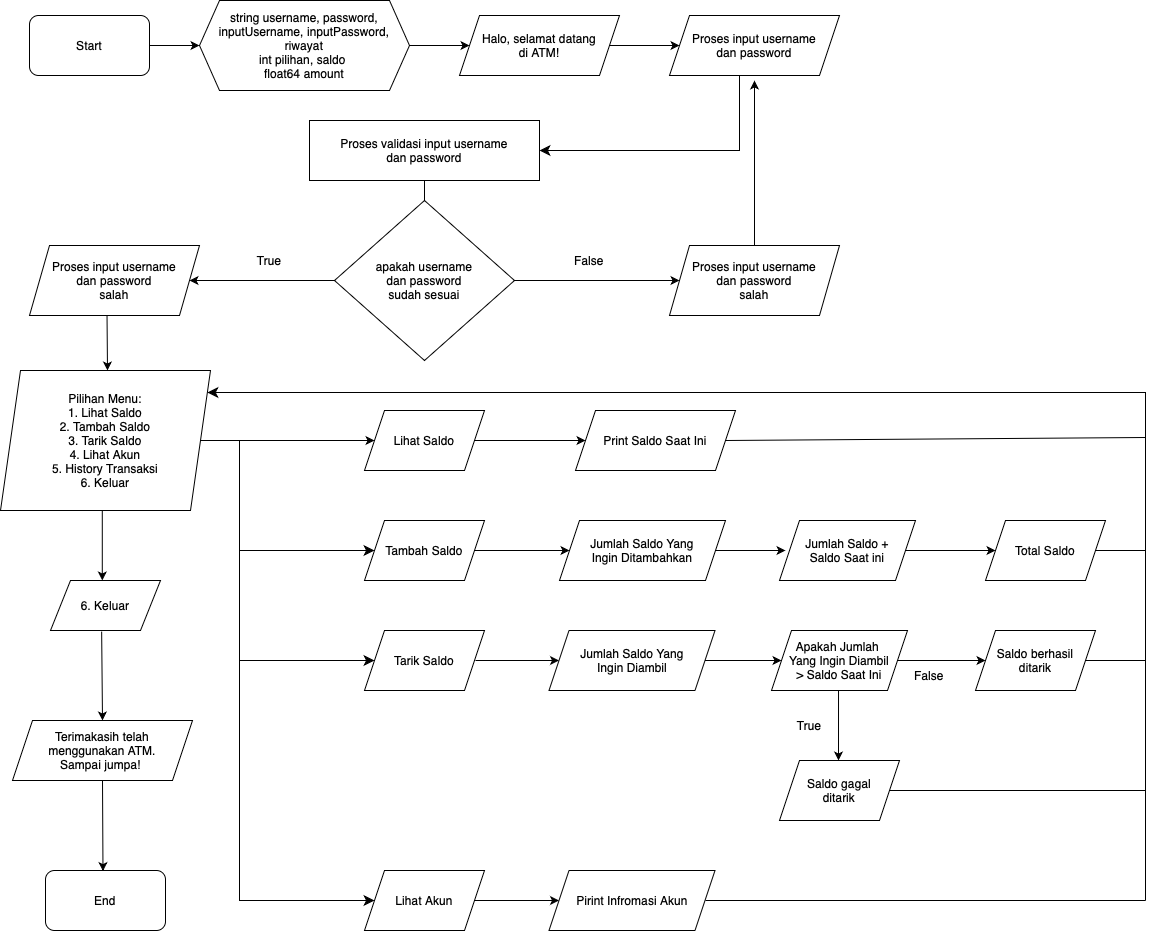 Start
string username, password,
inputUsername, inputPassword,
riwayat
int pilihan, saldo
float64 amount
Halo, selamat datang
di ATM!
Proses input username
dan password
Proses validasi input username
dan password
apakah username
dan password
sudah sesuai
True
False
Proses input username
dan password
salah
Proses input username
dan password
salah
Pilihan Menu:
1. Lihat Saldo
2. Tambah Saldo
3. Tarik Saldo
4. Lihat Akun
5. History Transaksi
6. Keluar
Lihat Saldo
Print Saldo Saat Ini
Tambah Saldo
Jumlah Saldo Yang
Ingin Ditambahkan
Jumlah Saldo +
Saldo Saat ini
Total Saldo
Tarik Saldo
Jumlah Saldo Yang
Ingin Diambil
Apakah Jumlah
Yang Ingin Diambil
> Saldo Saat Ini
False
Saldo berhasil
ditarik
True
Saldo gagal
ditarik
Lihat Akun
Pirint Infromasi Akun
6. Keluar
Terimakasih telah
menggunakan ATM.
Sampai jumpa!
End